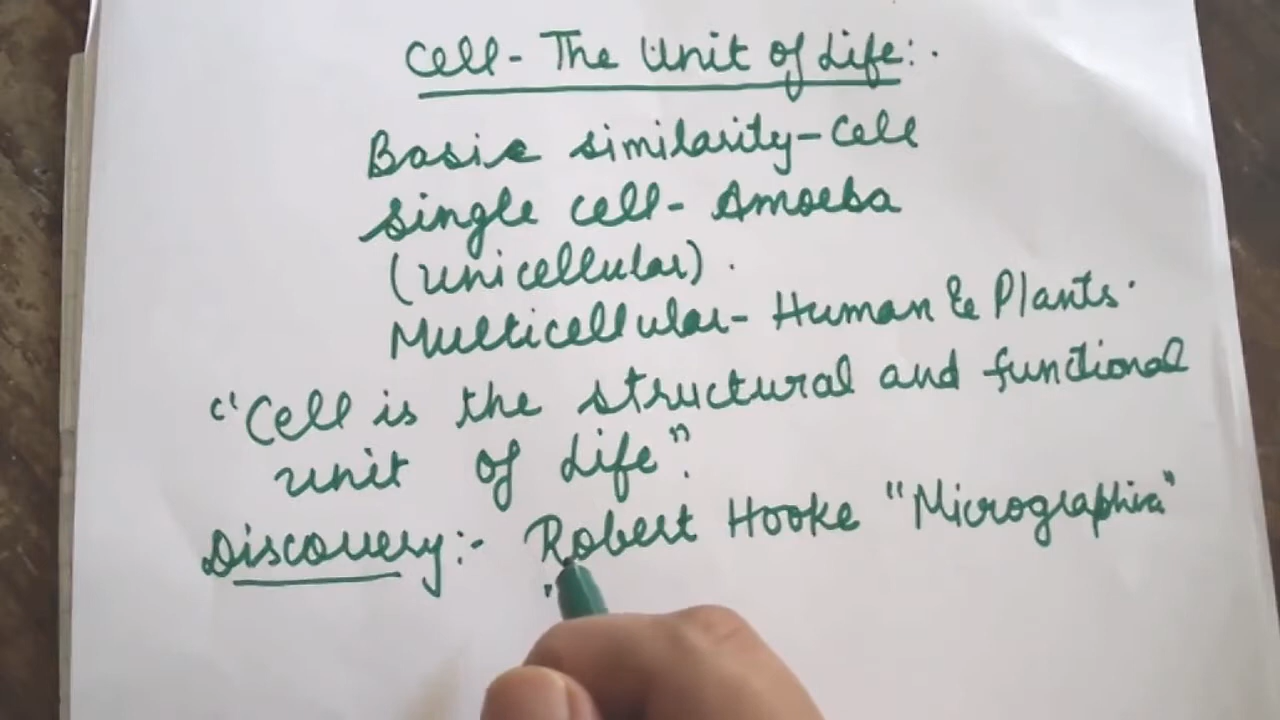 Cell - The Unit of Life:-
Basic similarity - Cell
Single cell - Amoeba
(unicellular).
Multicellular - Human & Plants.
"Cell is the structural and functional
unit of Life".
Discovery:- Robert Hooke "Micrographia"
"